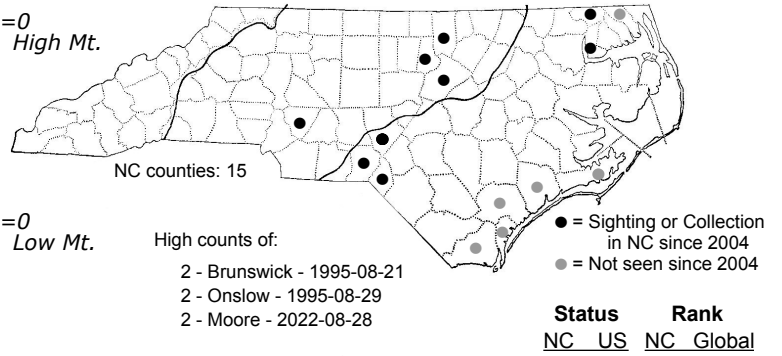 =0
High Mt.
NC counties: 15
=0
Low Mt.
High counts of:
2 - Brunswick - 1995-08-21
2 - Onslow - 1995-08-29
2 - Moore - 2022-08-28
= Sighting or Collection
in NC since 2004
= Not seen since 2004
Status Rank
NC US NC Global